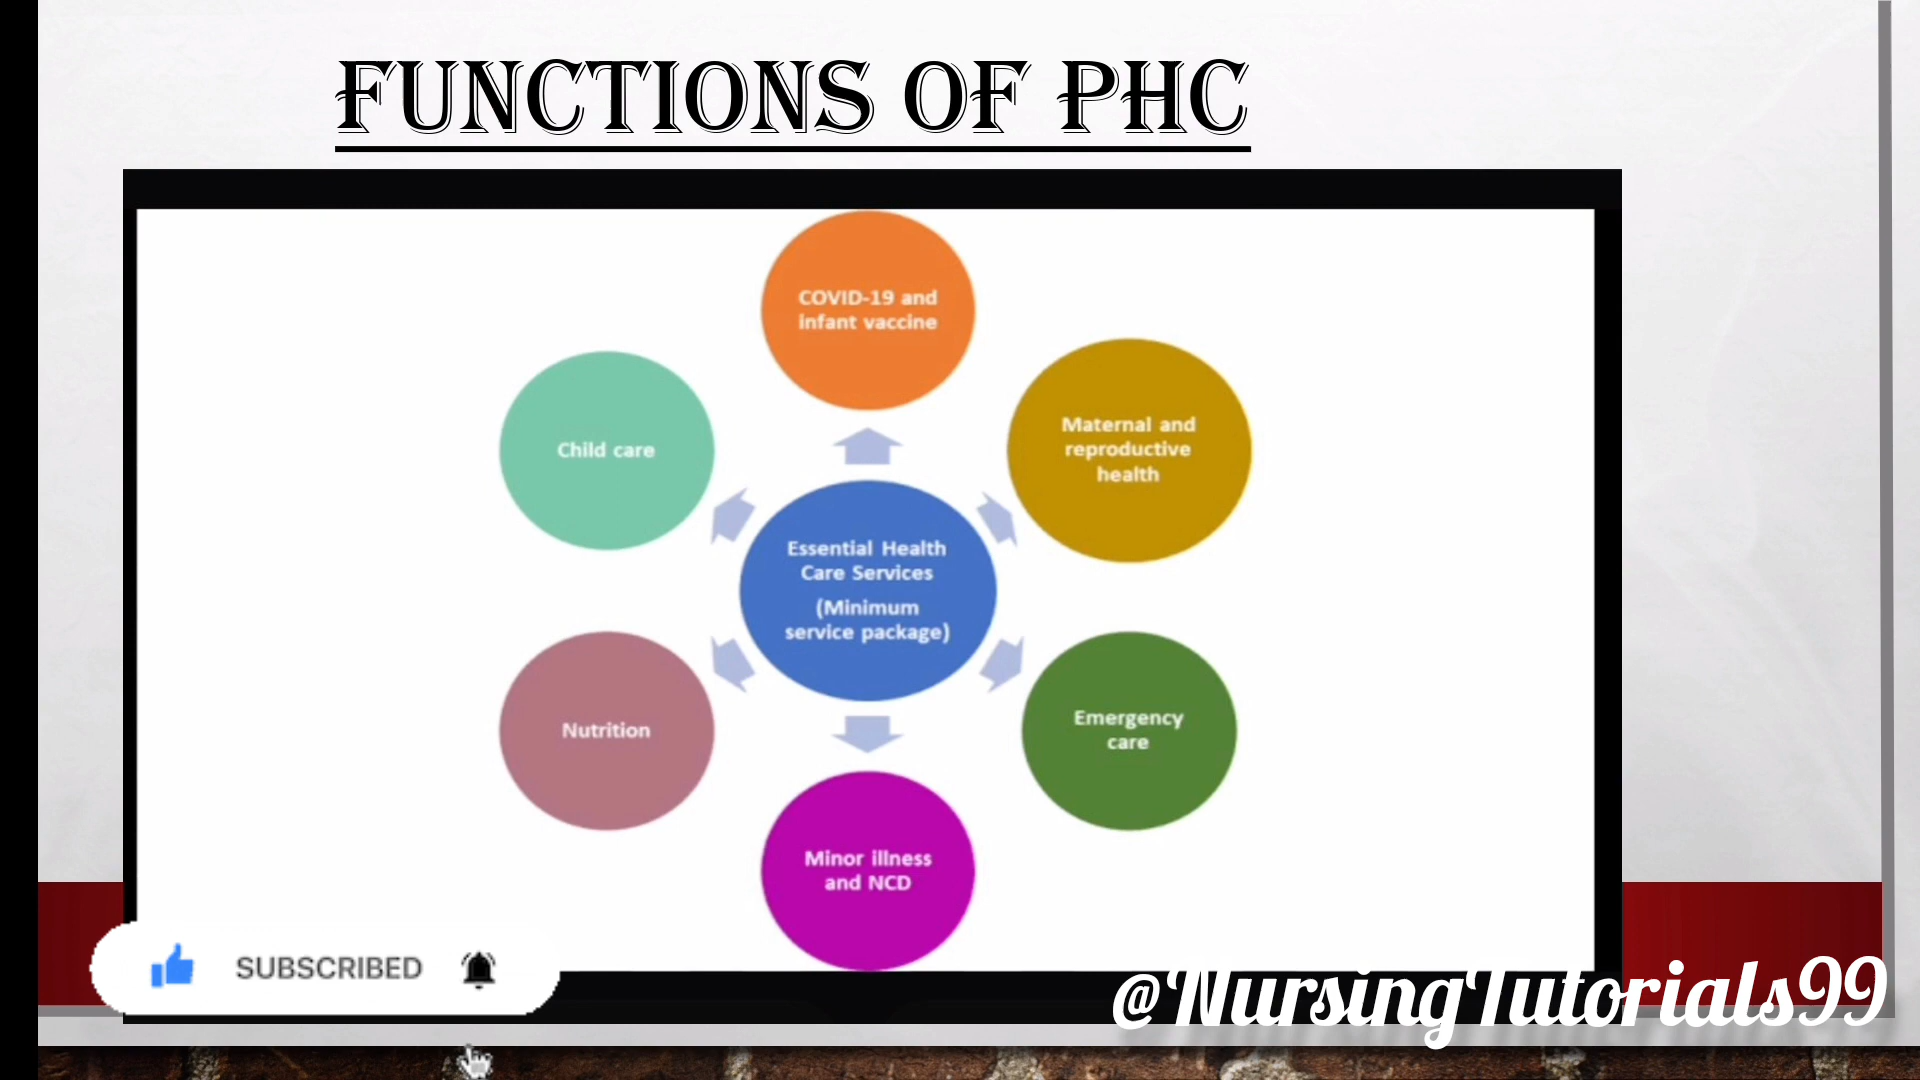 FUNCTIONS OF PHC
COVID-19 and
infant vaccine
Maternal and
reproductive
health
Child care
Essential Health
Care Services
(Minimum
service package)
Nutrition
Emergency
care
Minor illness
and NCD
SUBSCRIBED
@NursingTutorials99